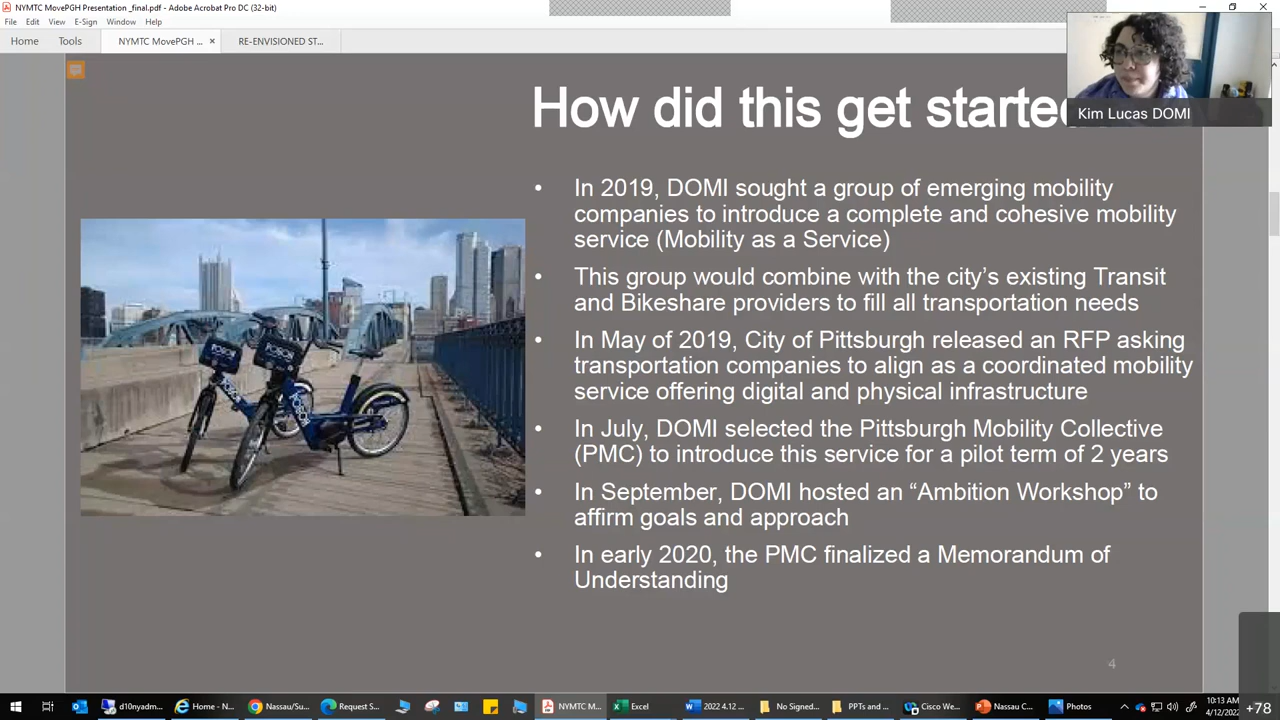 NYMTC MovePGH Presentation _final.pdf - Adobe Acrobat Pro DC (32-bit)
File Edit View E-Sign Window Help
Home Tools NYMTC MovePGH ... × RE-ENVISIONED ST...
How did this get starte
Kim Lucas DOMI
• In 2019, DOMI sought a group of emerging mobility
companies to introduce a complete and cohesive mobility
service (Mobility as a Service)
• This group would combine with the city’s existing Transit
and Bikeshare providers to fill all transportation needs
• In May of 2019, City of Pittsburgh released an RFP asking
transportation companies to align as a coordinated mobility
service offering digital and physical infrastructure
• In July, DOMI selected the Pittsburgh Mobility Collective
(PMC) to introduce this service for a pilot term of 2 years
• In September, DOMI hosted an “Ambition Workshop” to
affirm goals and approach
• In early 2020, the PMC finalized a Memorandum of
Understanding
4
d10nyadm... Home - N... Nassau/Su... Request S... NYMTC M... Excel 2022 4.12 ... No Signed... PPTs and ... Cisco We... Nassau C... Photos 10:13 AM
4/12/202
+78